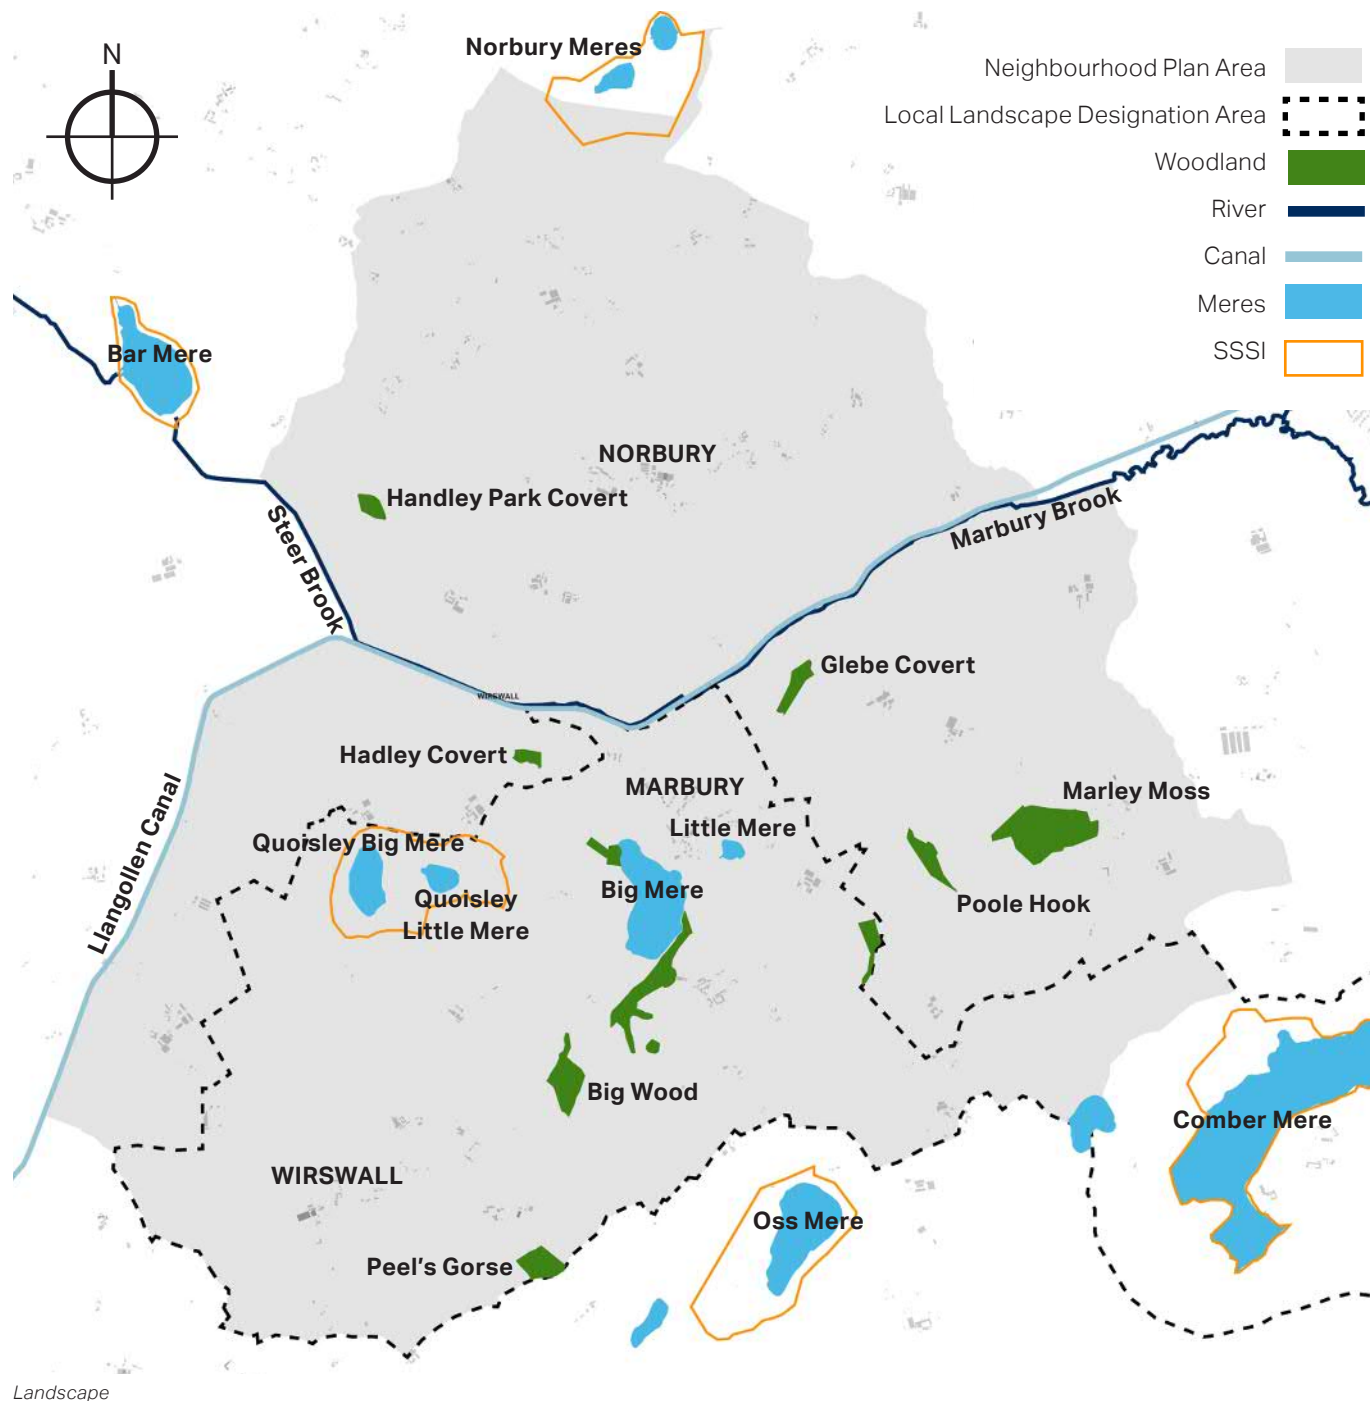 N
Norbury Meres
Neighbourhood Plan Area
Local Landscape Designation Area
Woodland
River
Canal
Meres
SSSI
Bar Mere
NORBURY
Handley Park Covert
Steer Brook
Marbury Brook
Glebe Covert
WIRSWALL
Hadley Covert
MARBURY
Marley Moss
Llangollen Canal
Little Mere
Quoisley Big Mere
Big Mere
Quoisley
Little Mere
Poole Hook
Big Wood
Comber Mere
WIRSWALL
Oss Mere
Peel's Gorse
Landscape